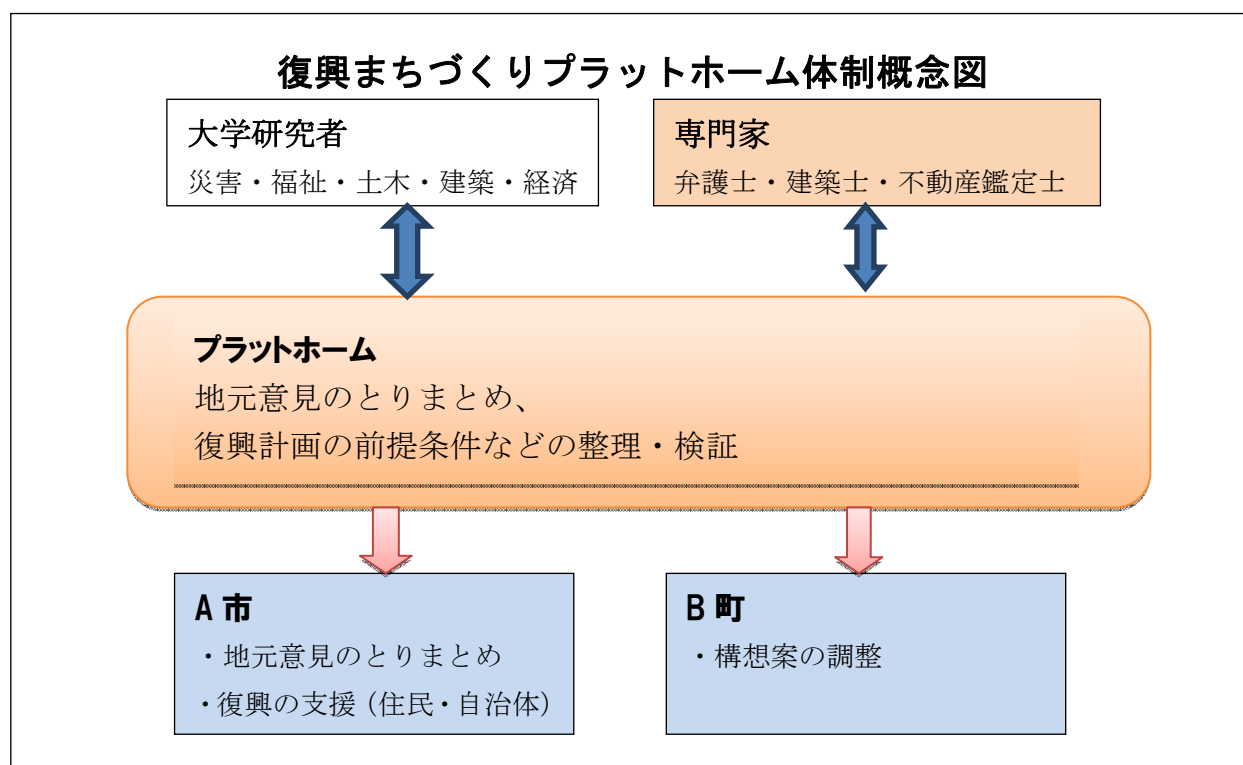 復興まちづくりプラットホーム体制概念図
大学研究者
災害・福祉・土木・建築・経済
専門家
弁護士・建築士・不動産鑑定士
プラットホーム
地元意見のとりまとめ、
復興計画の前提条件などの整理・検証
A市
・地元意見のとりまとめ
・復興の支援（住民・自治体）
B町
・構想案の調整